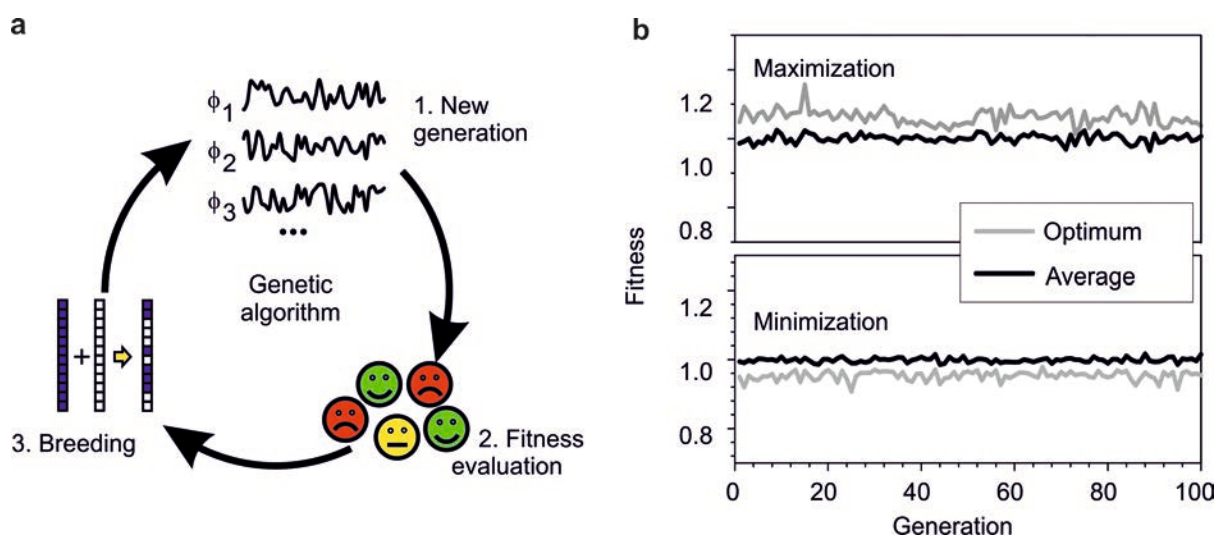 a
ϕ1
ϕ2
ϕ3
...
1. New
generation
Genetic
algorithm
+
3. Breeding
2. Fitness
evaluation
b
Maximization
1.2
1.0
0.8
Optimum
Average
Fitness
1.2
Minimization
1.0
0.8
0 20 40 60 80 100
Generation